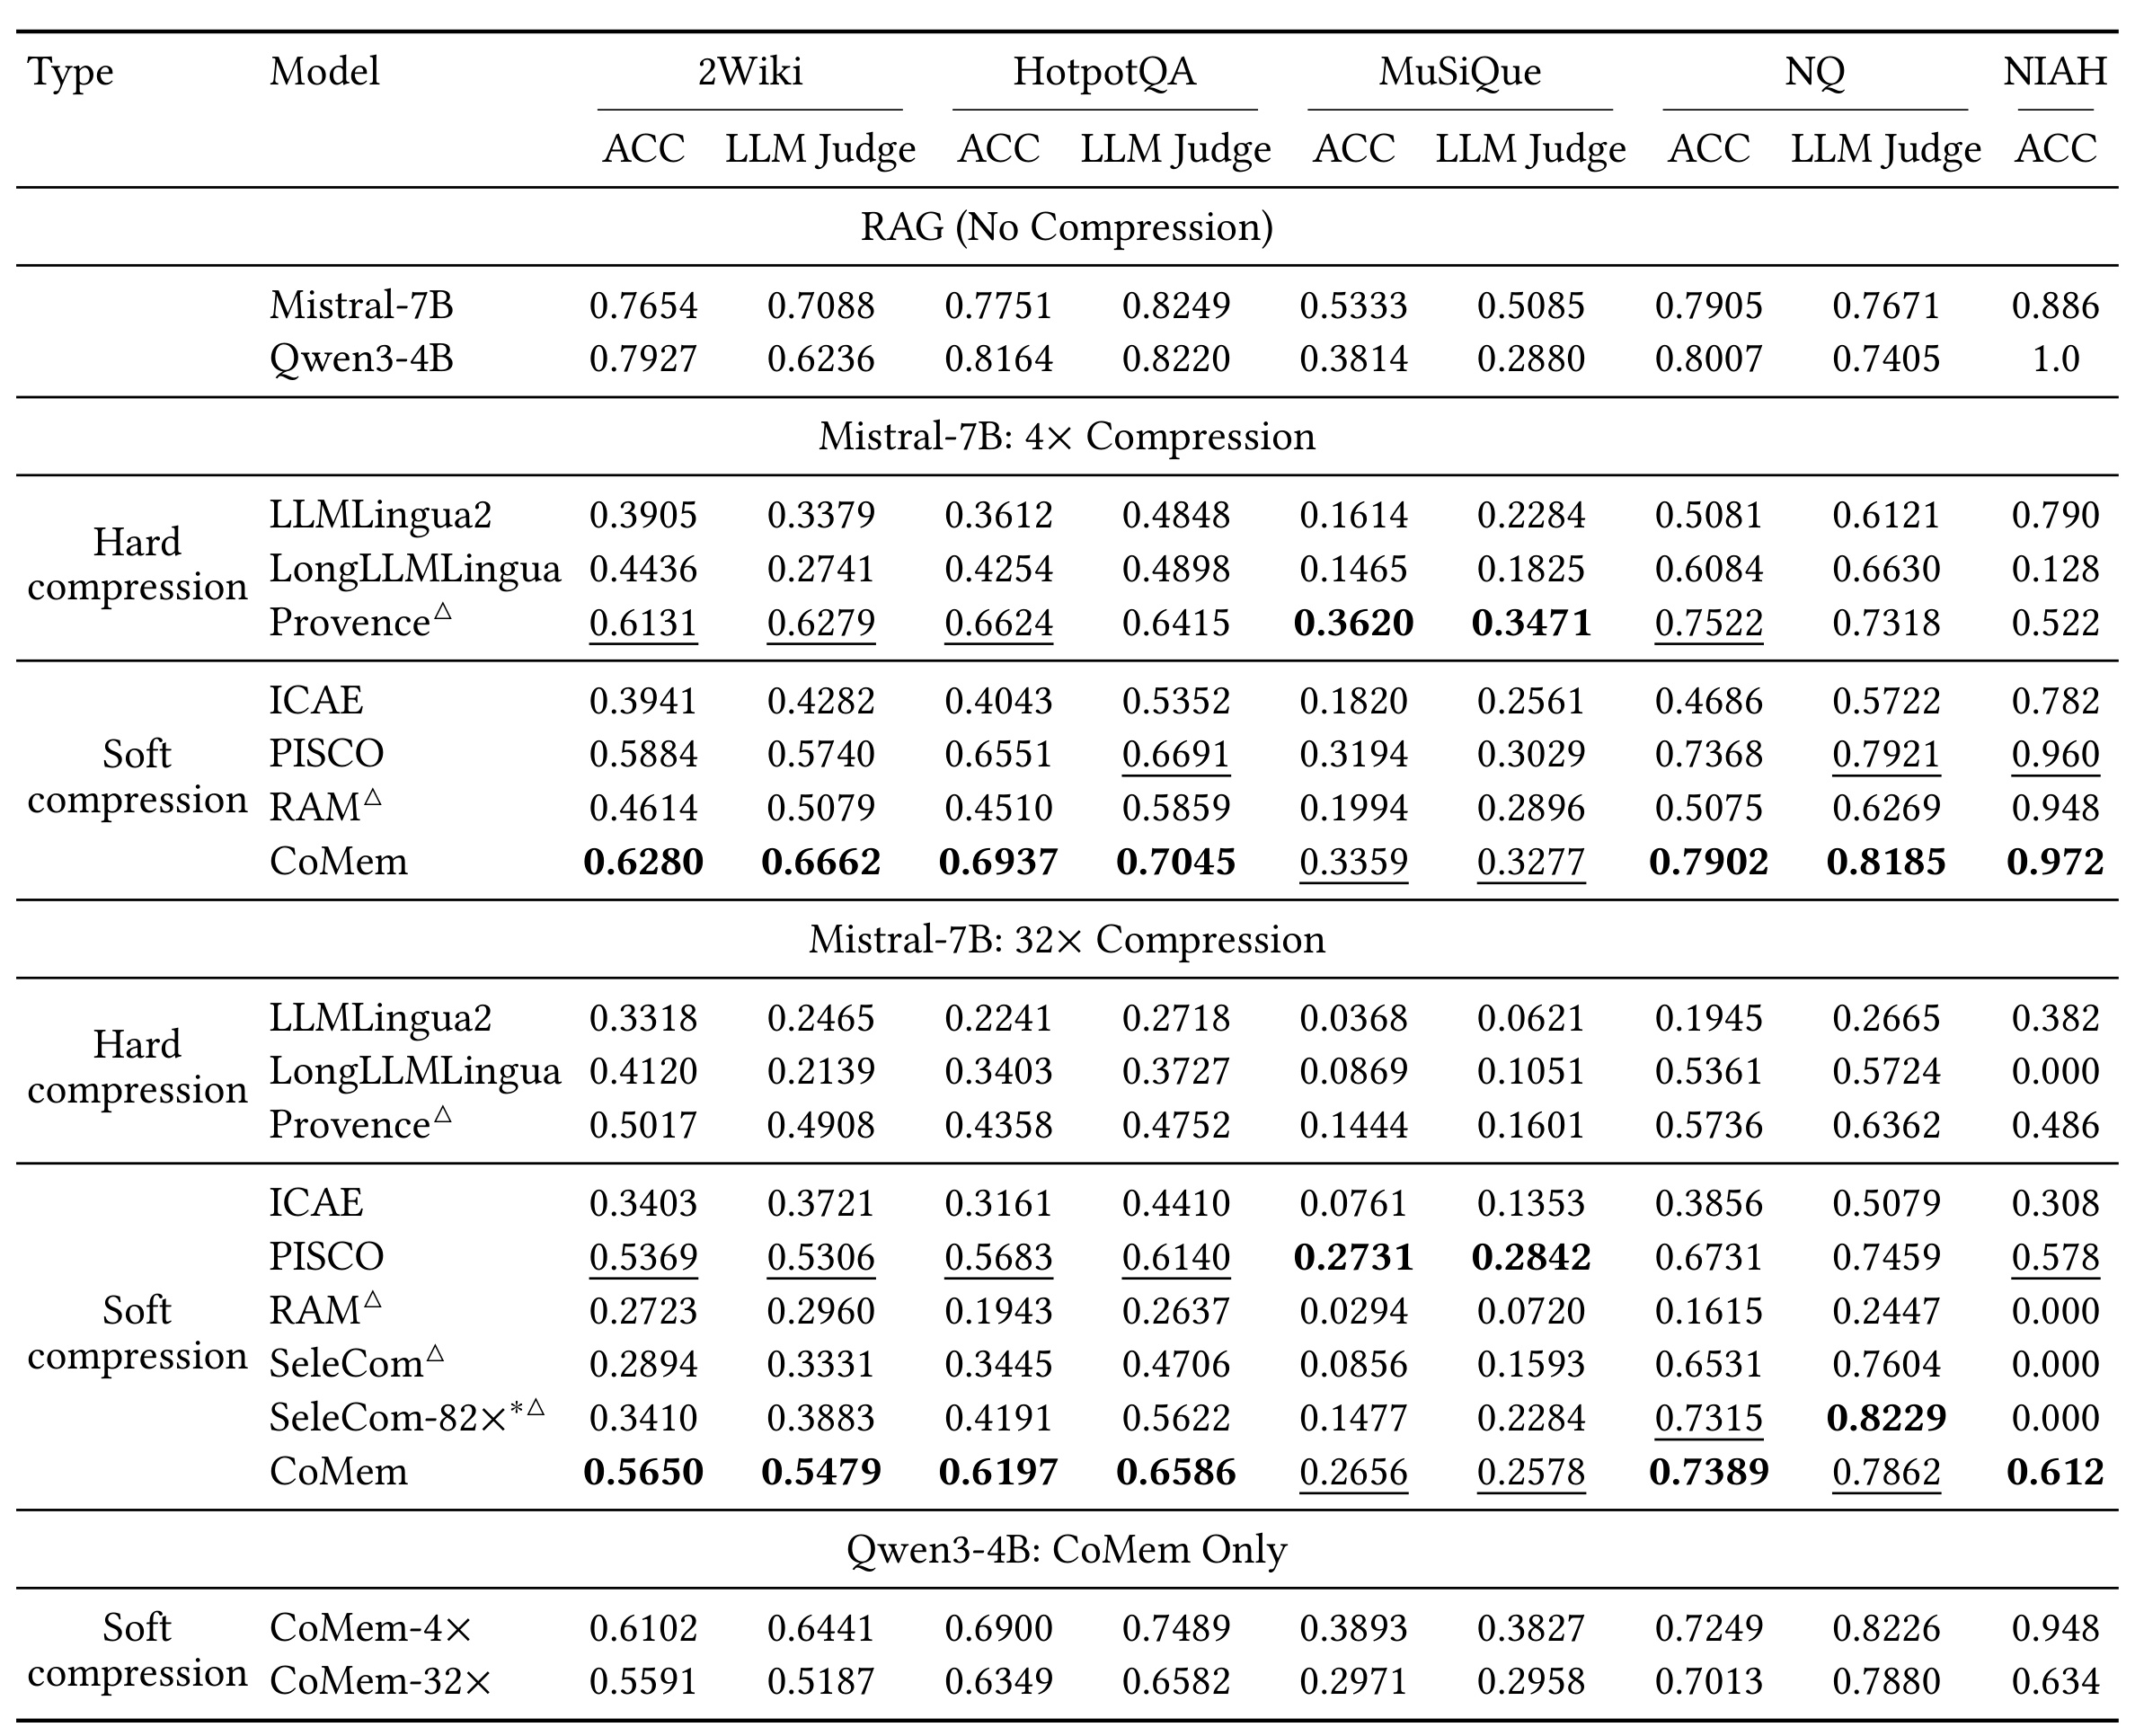 Type Model 2Wiki HotpotQA MuSiQue NQ NIAH
ACC LLM Judge ACC LLM Judge ACC LLM Judge ACC LLM Judge ACC
RAG (No Compression)
Mistral-7B 0.7654 0.7088 0.7751 0.8249 0.5333 0.5085 0.7905 0.7671 0.886
Qwen3-4B 0.7927 0.6236 0.8164 0.8220 0.3814 0.2880 0.8007 0.7405 1.0
Mistral-7B: 4× Compression
Hard compression
LLMLingua2 0.3905 0.3379 0.3612 0.4848 0.1614 0.2284 0.5081 0.6121 0.790
LongLLMLingua 0.4436 0.2741 0.4254 0.4898 0.1465 0.1825 0.6084 0.6630 0.128
Provence△ 0.6131 0.6279 0.6624 0.6415 0.3620 0.3471 0.7522 0.7318 0.522
Soft compression
ICAE 0.3941 0.4282 0.4043 0.5352 0.1820 0.2561 0.4686 0.5722 0.782
PISCO 0.5884 0.5740 0.6551 0.6691 0.3194 0.3029 0.7368 0.7921 0.960
RAM△ 0.4614 0.5079 0.4510 0.5859 0.1994 0.2896 0.5075 0.6269 0.948
CoMem 0.6280 0.6662 0.6937 0.7045 0.3359 0.3277 0.7902 0.8185 0.972
Mistral-7B: 32× Compression
Hard compression
LLMLingua2 0.3318 0.2465 0.2241 0.2718 0.0368 0.0621 0.1945 0.2665 0.382
LongLLMLingua 0.4120 0.2139 0.3403 0.3727 0.0869 0.1051 0.5361 0.5724 0.000
Provence△ 0.5017 0.4908 0.4358 0.4752 0.1444 0.1601 0.5736 0.6362 0.486
Soft compression
ICAE 0.3403 0.3721 0.3161 0.4410 0.0761 0.1353 0.3856 0.5079 0.308
PISCO 0.5369 0.5306 0.5683 0.6140 0.2731 0.2842 0.6731 0.7459 0.578
RAM△ 0.2723 0.2960 0.1943 0.2637 0.0294 0.0720 0.1615 0.2447 0.000
SeleCom△ 0.2894 0.3331 0.3445 0.4706 0.0856 0.1593 0.6531 0.7604 0.000
SeleCom-82×*△ 0.3410 0.3883 0.4191 0.5622 0.1477 0.2284 0.7315 0.8229 0.000
CoMem 0.5650 0.5479 0.6197 0.6586 0.2656 0.2578 0.7389 0.7862 0.612
Qwen3-4B: CoMem Only
Soft compression
CoMem-4× 0.6102 0.6441 0.6900 0.7489 0.3893 0.3827 0.7249 0.8226 0.948
CoMem-32× 0.5591 0.5187 0.6349 0.6582 0.2971 0.2958 0.7013 0.7880 0.634